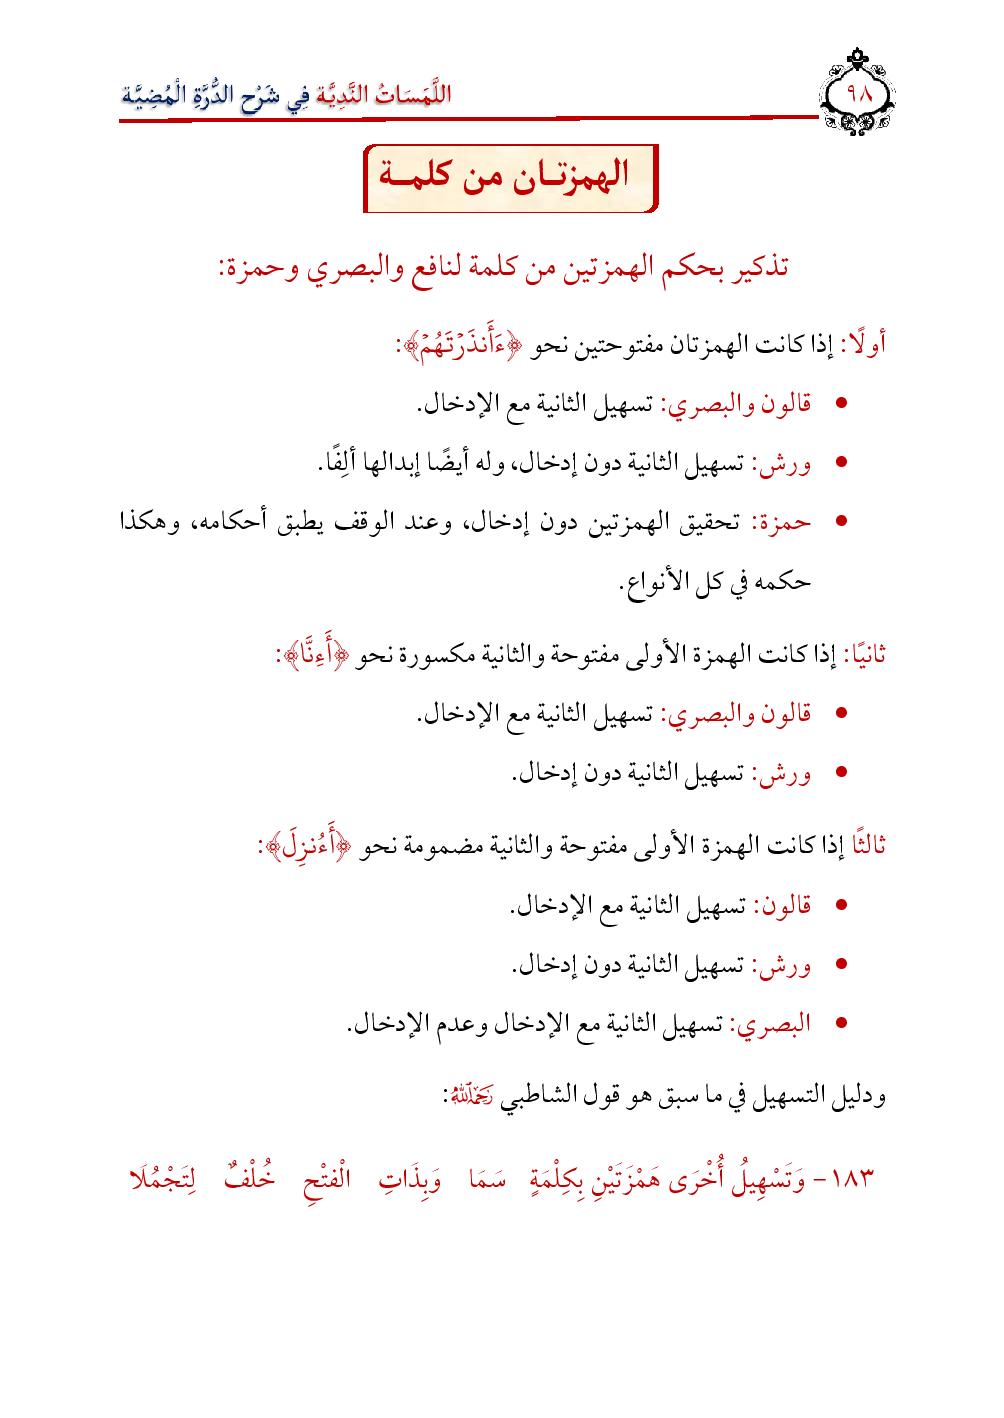 ٩٨
اللَّمَسَاتُ النَّدِيَّة فِي شَرْح الدُّرَّةِ الْمُضِيَّة
الهمزتـان من كلمـة
تذكير بحكم الهمزتين من كلمة لنافع والبصري وحمزة:
أولًا: إذا كانت الهمزتان مفتوحتين نحو ﴿ءَأَنذَرۡتَهُمۡ﴾:
• قالون والبصري: تسهيل الثانية مع الإدخال.
• ورش: تسهيل الثانية دون إدخال، وله أيضًا إبدالها ألِفًا.
• حمزة: تحقيق الهمزتين دون إدخال، وعند الوقف يطبق أحكامه، وهكذا
حكمه في كل الأنواع.
ثانيًا: إذا كانت الهمزة الأولى مفتوحة والثانية مكسورة نحو ﴿أَءِنَّا﴾:
• قالون والبصري: تسهيل الثانية مع الإدخال.
• ورش: تسهيل الثانية دون إدخال.
ثالثًا إذا كانت الهمزة الأولى مفتوحة والثانية مضمومة نحو ﴿أَءُنزِلَ﴾:
• قالون: تسهيل الثانية مع الإدخال.
• ورش: تسهيل الثانية دون إدخال.
• البصري: تسهيل الثانية مع الإدخال وعدم الإدخال.
ودليل التسهيل في ما سبق هو قول الشاطبي رَحِمَهُ اللَّهُ:
١٨٣- وَتَسْهِيلُ أُخْرَى هَمْزَتَيْنِ بِكِلْمَةٍ سَمَا وَبِذَاتِ الْفَتْحِ خُلْفٌ لِتَجْمُلَا